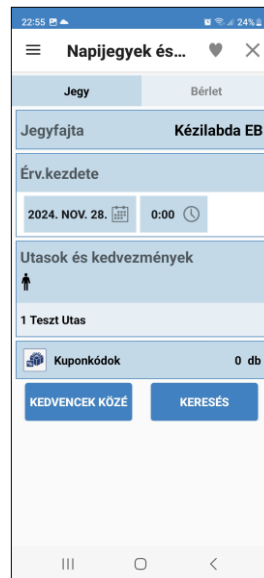 22:55 24%
Napijegyek és...
Jegy Bérlet
Jegyfajta Kézilabda EB
Érv.kezdete
2024. NOV. 28. 0:00
Utasok és kedvezmények
1 Teszt Utas
Kuponkódok 0 db
KEDVENCEK KÖZÉ KERESÉS